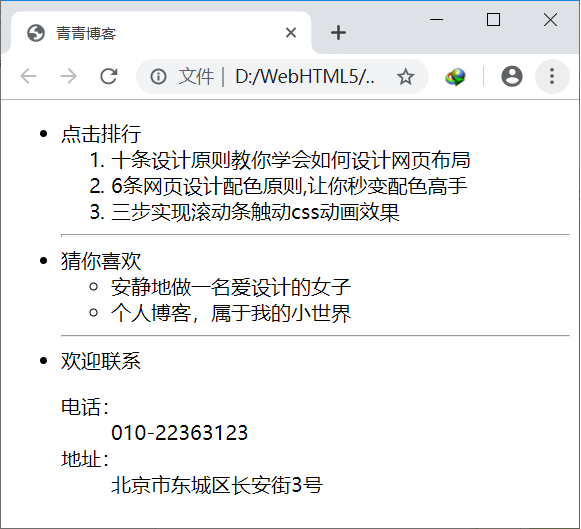 青青博客
文件 | D:/WebHTML5/..
点击排行
1. 十条设计原则教你学会如何设计网页布局
2. 6条网页设计配色原则,让你秒变配色高手
3. 三步实现滚动条触动css动画效果
猜你喜欢
安静地做一名爱设计的女子
个人博客，属于我的小世界
欢迎联系
电话：
010-22363123
地址：
北京市东城区长安街3号